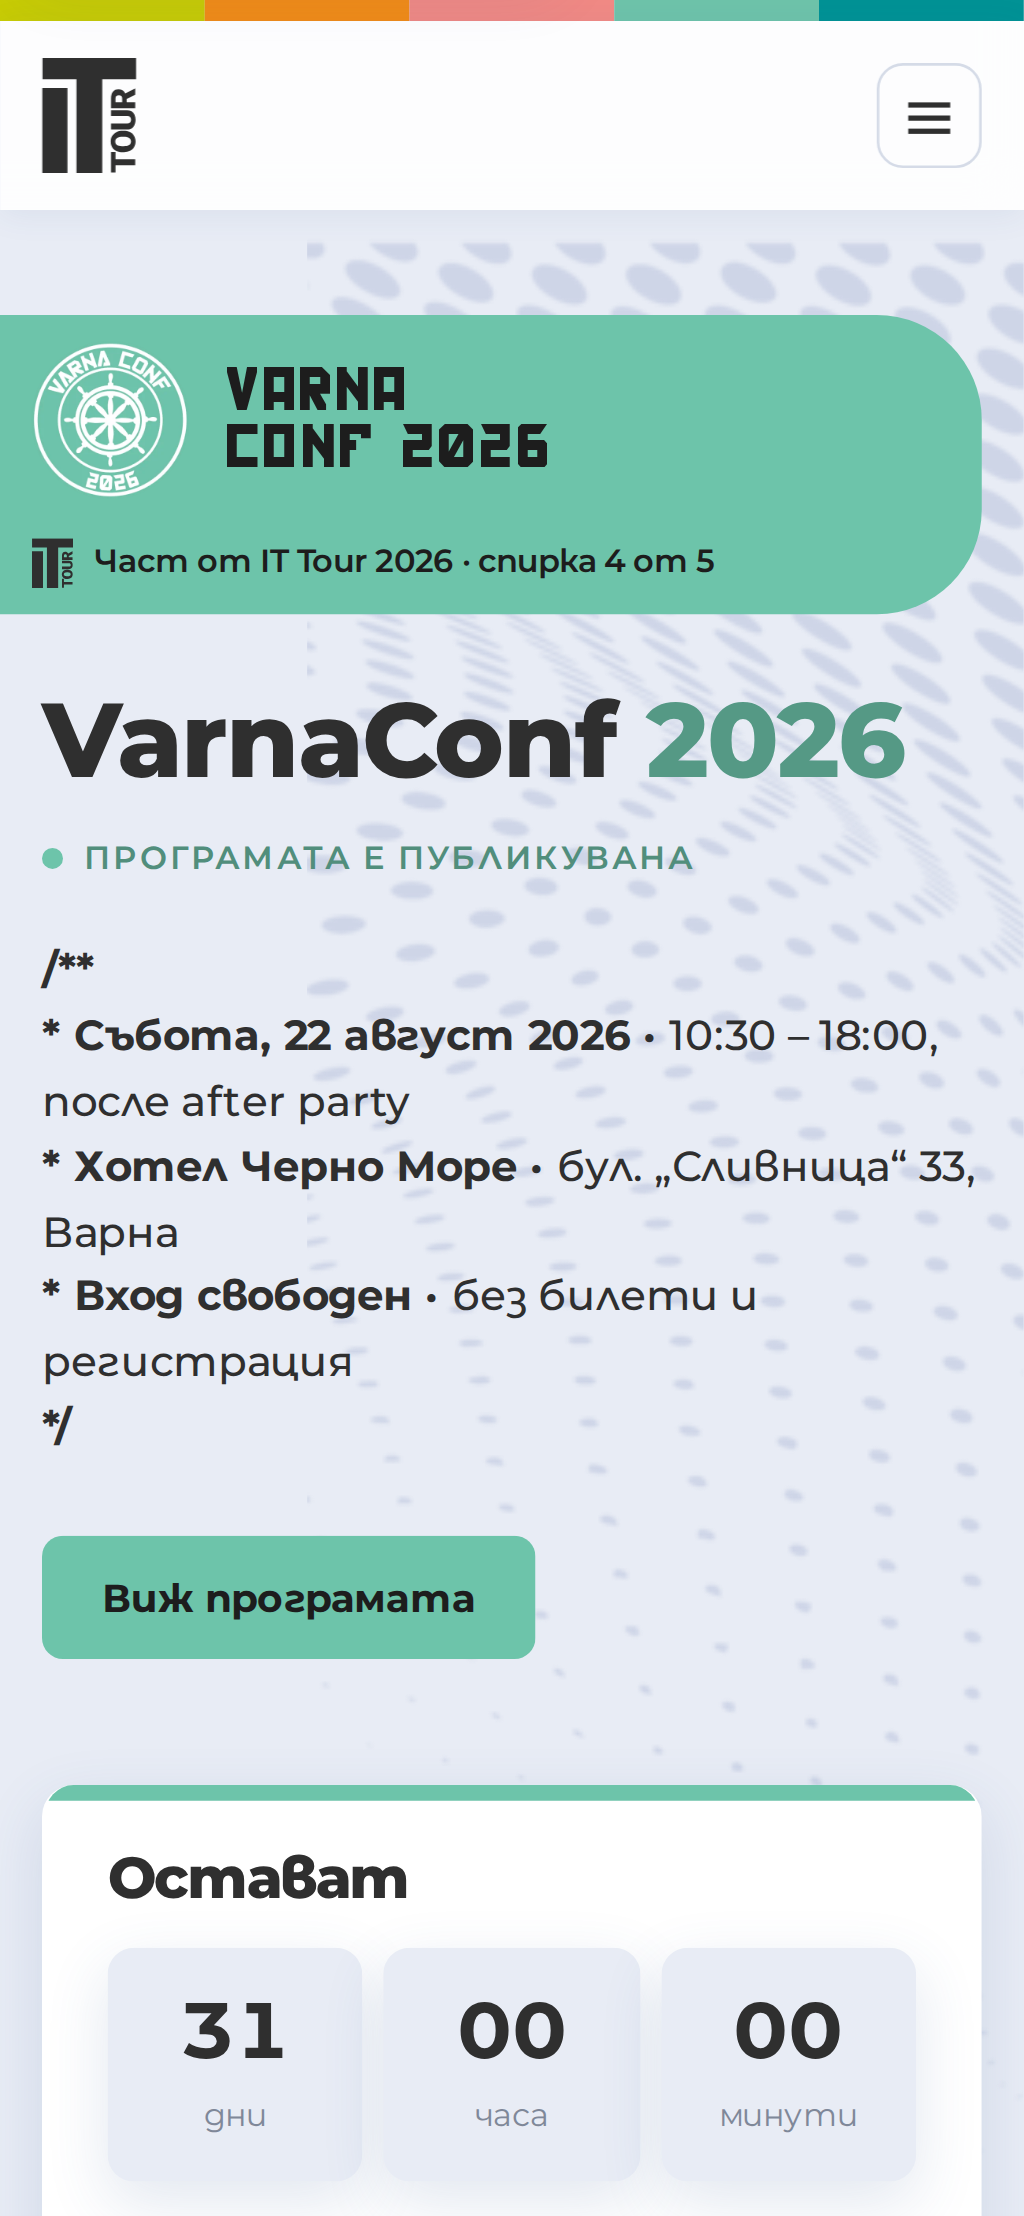 iT TOUR
VARNA CONF
2026
VARNA
CONF 2026
iT TOUR
Част от IT Tour 2026 · спирка 4 от 5
VarnaConf 2026
ПРОГРАМАТА Е ПУБЛИКУВАНА
/**
* Събота, 22 август 2026 • 10:30 – 18:00,
после after party
* Хотел Черно Море • бул. „Сливница“ 33,
Варна
* Вход свободен • без билети и
регистрация
*/
Виж програмата
Остават
31 00 00
дни часа минути